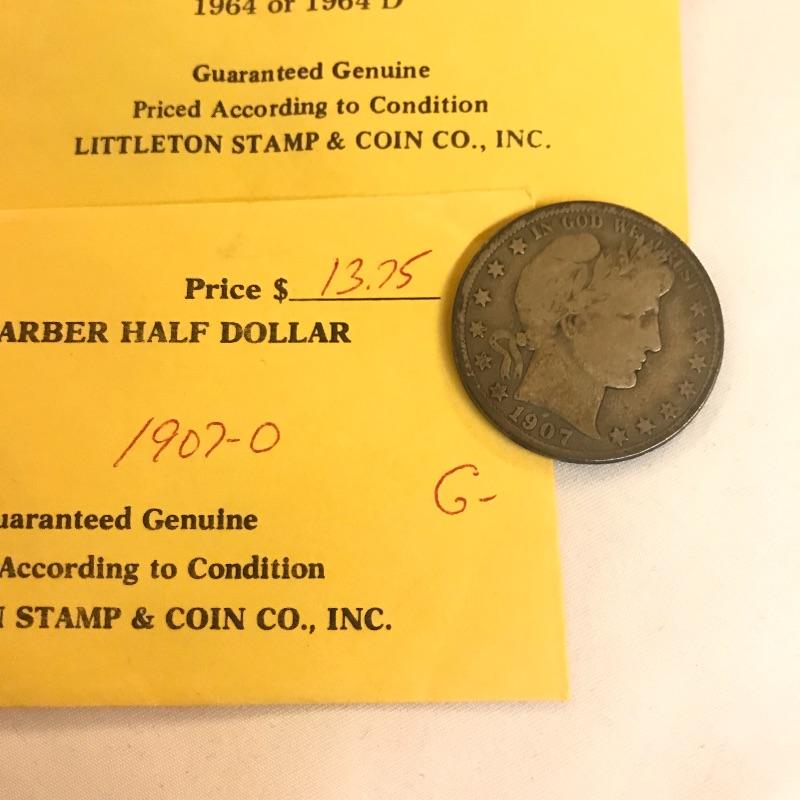 1964 or 1964 D
Guaranteed Genuine
Priced According to Condition
LITTLETON STAMP & COIN CO., INC.
Price $ 13.75
ARBER HALF DOLLAR
1907-O
G-
uaranteed Genuine
According to Condition
STAMP & COIN CO., INC.
IN GOD WE TRUST
1907